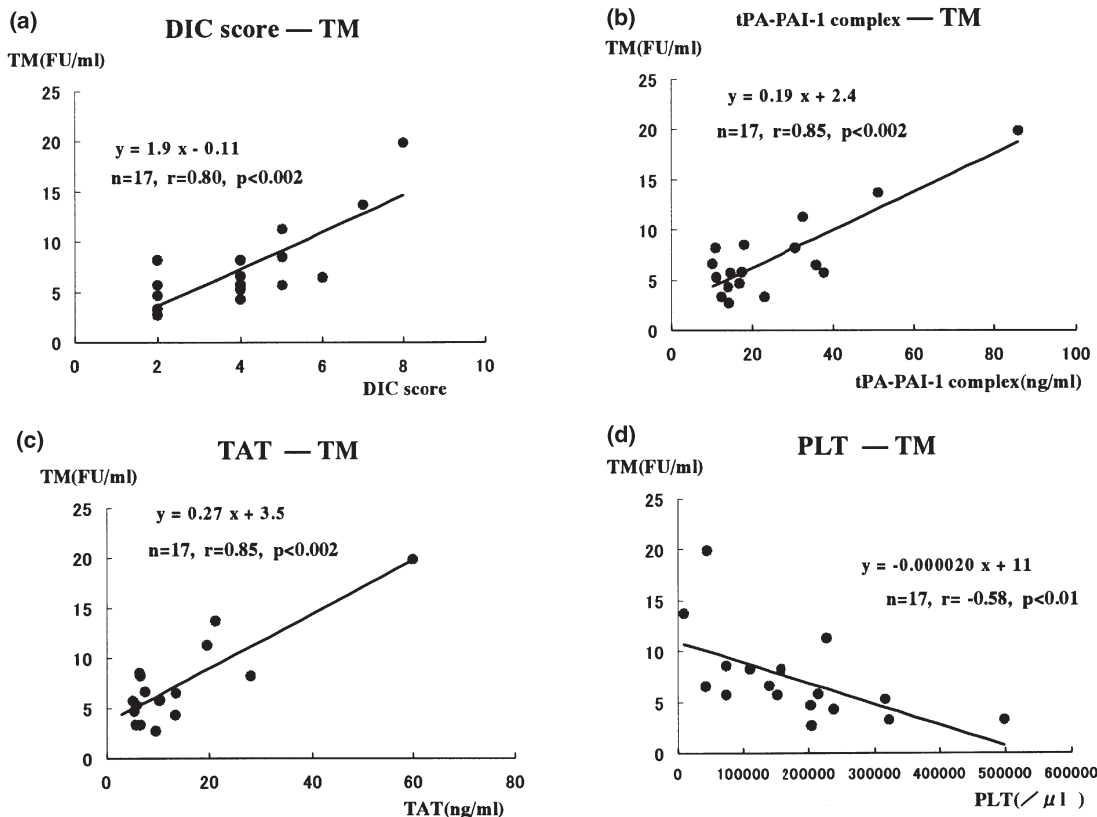 (a)
DIC score — TM
TM(FU/ml)
25
20
15
10
5
0
y = 1.9 x - 0.11
n=17, r=0.80, p<0.002
0 2 4 6 8 10
DIC score
(b)
tPA-PAI-1 complex — TM
TM(FU/ml)
25
20
15
10
5
0
y = 0.19 x + 2.4
n=17, r=0.85, p<0.002
0 20 40 60 80 100
tPA-PAI-1 complex(ng/ml)
(c)
TAT — TM
TM(FU/ml)
25
20
15
10
5
0
y = 0.27 x + 3.5
n=17, r=0.85, p<0.002
0 20 40 60 80
TAT(ng/ml)
(d)
PLT — TM
TM(FU/ml)
25
20
15
10
5
0
y = -0.000020 x + 11
n=17, r= -0.58, p<0.01
0 100000 200000 300000 400000 500000 600000
PLT(／μl)